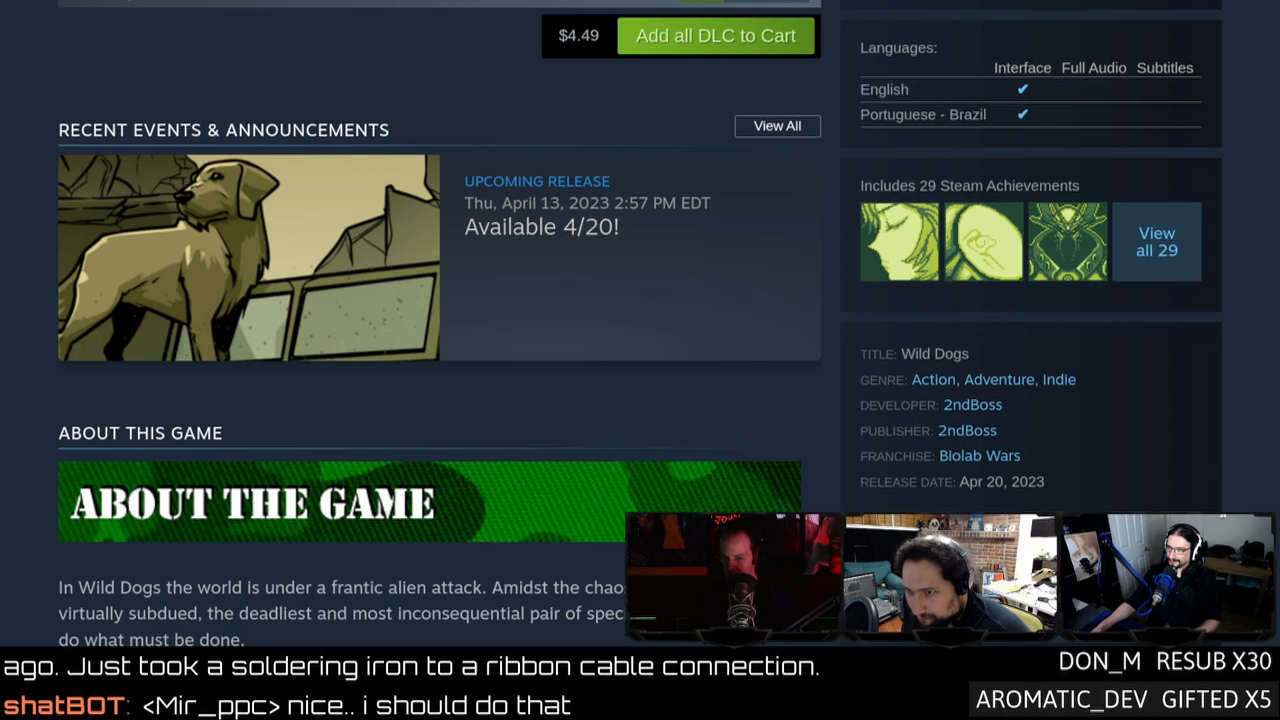 $4.49 Add all DLC to Cart
RECENT EVENTS & ANNOUNCEMENTS
View All
UPCOMING RELEASE
Thu, April 13, 2023 2:57 PM EDT
Available 4/20!
ABOUT THIS GAME
ABOUT THE GAME
In Wild Dogs the world is under a frantic alien attack. Amidst the chao
virtually subdued, the deadliest and most inconsequential pair of spec
do what must be done.
Languages:
Interface Full Audio Subtitles
English ✔
Portuguese - Brazil ✔
Includes 29 Steam Achievements
View
all 29
TITLE: Wild Dogs
GENRE: Action, Adventure, Indie
DEVELOPER: 2ndBoss
PUBLISHER: 2ndBoss
FRANCHISE: Biolab Wars
RELEASE DATE: Apr 20, 2023
ago. Just took a soldering iron to a ribbon cable connection.
shatBOT: <Mir_ppc> nice.. i should do that
DON_M RESUB X30
AROMATIC_DEV GIFTED X5